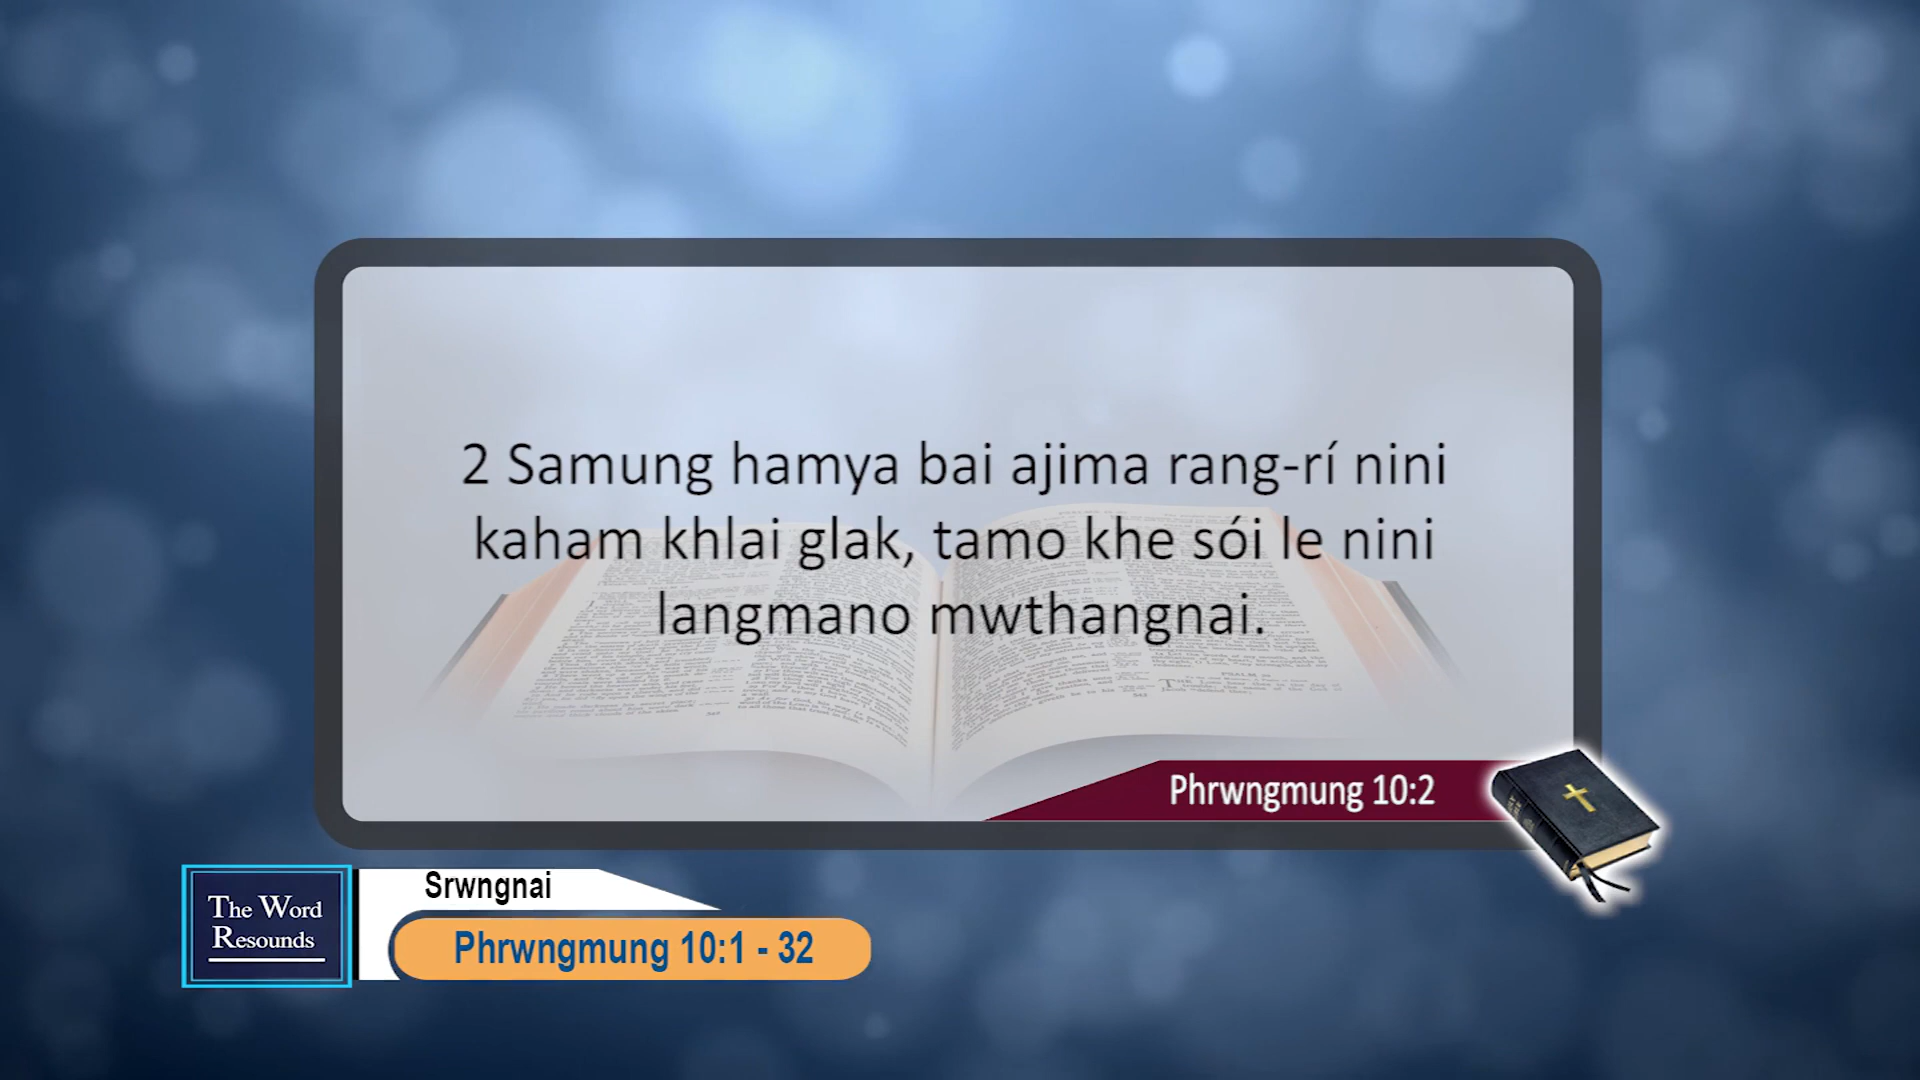 2 Samung hamya bai ajima rang-rí nini
kaham khlai glak, tamo khe sói le nini
langmano mwthangnai.
Phrwngmung 10:2
Srwngnai
The Word
Resounds
Phrwngmung 10:1 - 32